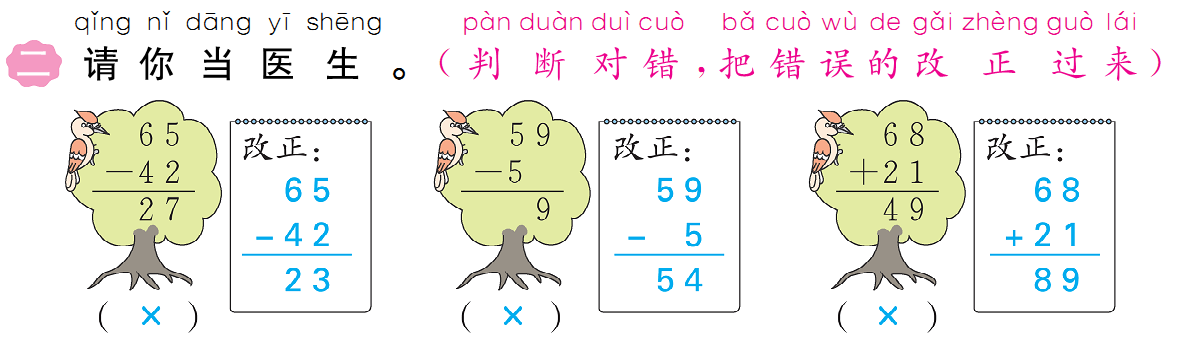 qǐng nǐ dāng yī shēng pàn duàn duì cuò bǎ cuò wù de gǎi zhèng guò lái
二 请你当医生。（判断对错，把错误的改正过来）
65 改正： 59 改正： 68 改正：
−42 65 −5 59 +21 68
27 −42 9 − 5 49 +21
23 54 89
( × ) ( × ) ( × )